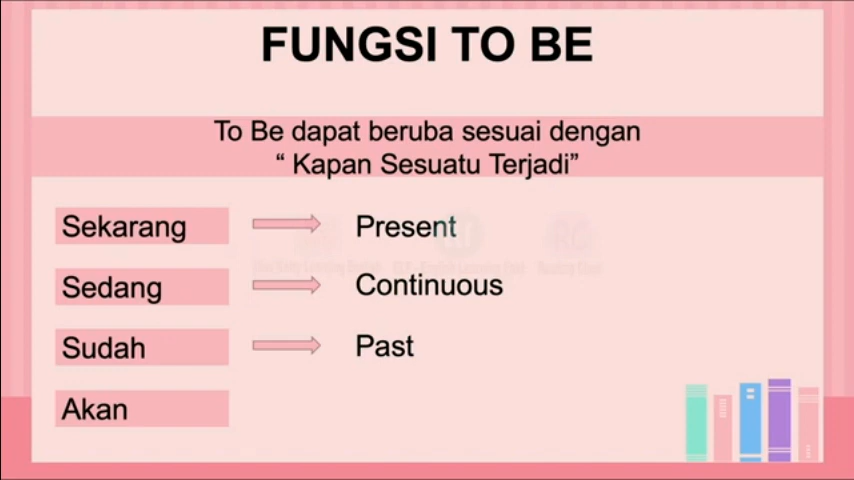 FUNGSI TO BE
To Be dapat beruba sesuai dengan
“ Kapan Sesuatu Terjadi”
Sekarang
Present
Sedang
Continuous
Sudah
Past
Akan